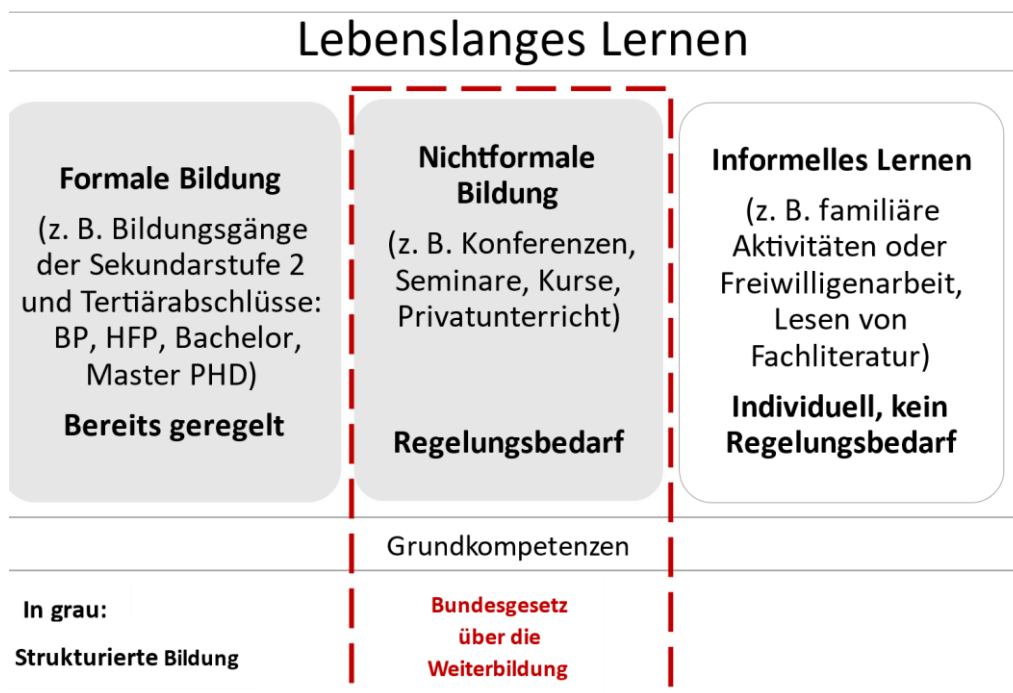 Lebenslanges Lernen
Formale Bildung
(z. B. Bildungsgänge
der Sekundarstufe 2
und Tertiärabschlüsse:
BP, HFP, Bachelor,
Master PHD)
Bereits geregelt
Nichtformale
Bildung
(z. B. Konferenzen,
Seminare, Kurse,
Privatunterricht)
Regelungsbedarf
Informelles Lernen
(z. B. familiäre
Aktivitäten oder
Freiwilligenarbeit,
Lesen von
Fachliteratur)
Individuell, kein
Regelungsbedarf
Grundkompetenzen
In grau:
Strukturierte Bildung
Bundesgesetz
über die
Weiterbildung